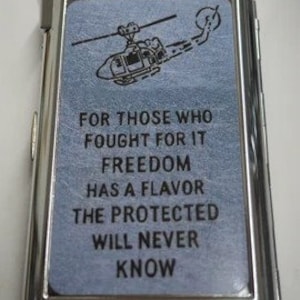 FOR THOSE WHO
FOUGHT FOR IT
FREEDOM
HAS A FLAVOR
THE PROTECTED
WILL NEVER
KNOW